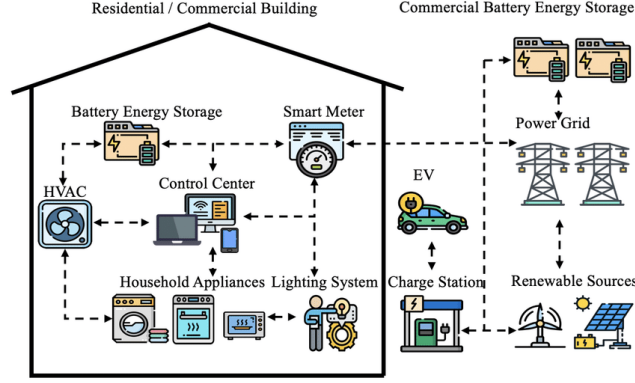 Residential / Commercial Building
Commercial Battery Energy Storage
Battery Energy Storage
Smart Meter
Power Grid
HVAC
Control Center
EV
Household Appliances
Lighting System
Charge Station
Renewable Sources